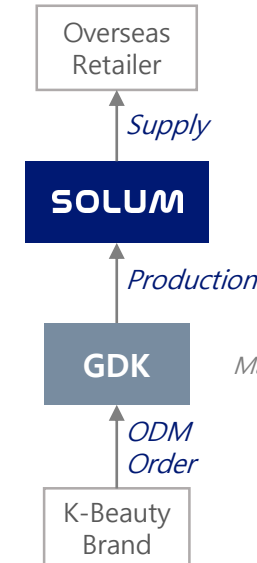 Overseas
Retailer
Supply
SOLUM
Production
GDK
ODM
Order
K-Beauty
Brand